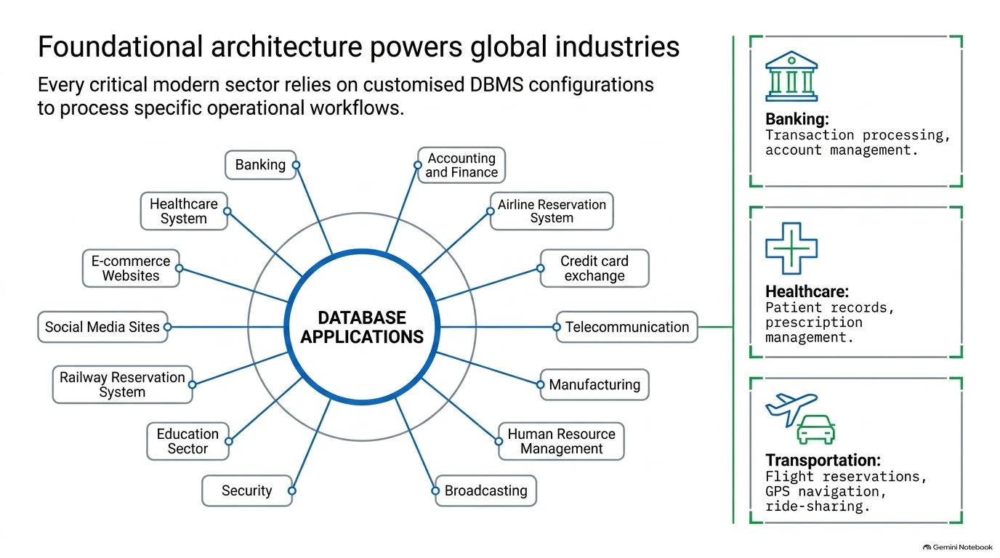 Foundational architecture powers global industries
Every critical modern sector relies on customised DBMS configurations
to process specific operational workflows.
Banking
Accounting
and Finance
Healthcare
System
Airline Reservation
System
E-commerce
Websites
Credit card
exchange
Social Media Sites
DATABASE
APPLICATIONS
Telecommunication
Railway Reservation
System
Manufacturing
Education
Sector
Human Resource
Management
Security
Broadcasting
Banking:
Transaction processing,
account management.
Healthcare:
Patient records,
prescription
management.
Transportation:
Flight reservations,
GPS navigation,
ride-sharing.
Gemini Notebook